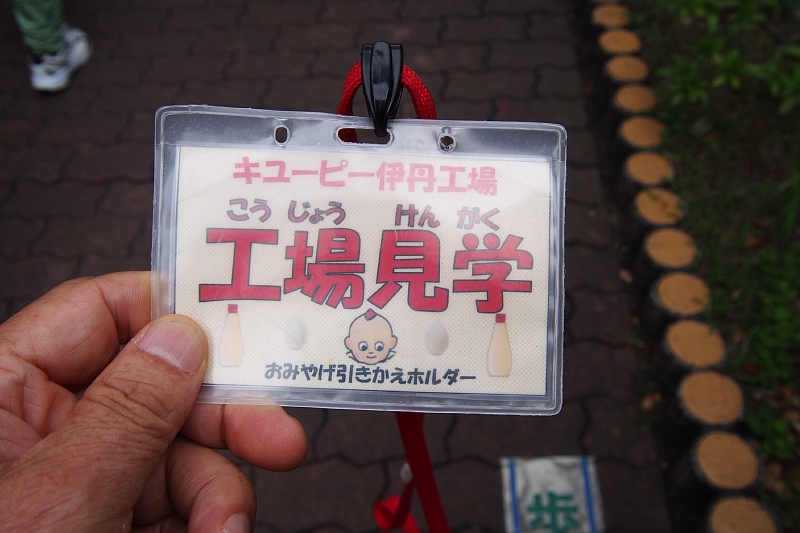 キユーピー伊丹工場
こう じょう けん がく
工場見学
おみやげ引きかえホルダー
歩